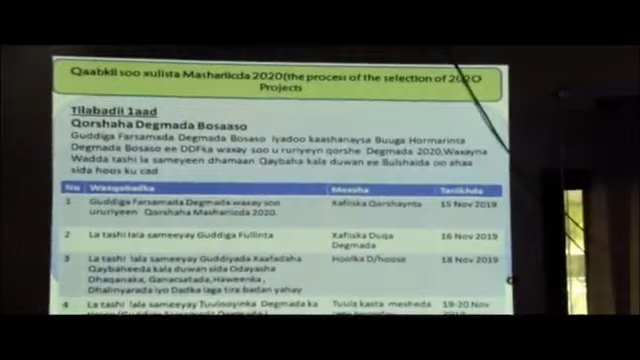 Qaabkii soo xulista Mashariicda 2020(the process of the selection of 2020
Projects
Tilabadii 1aad
Qorshaha Degmada Bosaaso
Guddiga Farsamada Degmada Bosaso iyadoo kaashanaysa Buuga Hormarinta
Degmada Bosaso ee DDFka waxay soo u ruriyeyn qorshe Degmada 2020,Waxayna
Wadda tashi la sameyeen dhamaan Qaybaha kala duwan ee Bulshaida oo ahaa
sida hoos ku cad
No Waxqabadka Meesha Tariikhda
1 Guddiga Farsamada Degmada waxay soo Xafiiska Qorshaynta 15 Nov 2019
ururiyeen Qorshaha Mashariicda 2020.
2 La tashi lala sameeyay Guddiga Fullinta Xafiiska Duqa 16 Nov 2019
Degmada
3 La tashi lala sameeyay Guddiyada Xaafadaha Hoolka D/hoose 18 Nov 2019
Qaybaheeda kala duwan sida Odayasha
Dhaqanaka, Ganacsatada, Haweenka,
Dhalinyarada iyo Dadka laga tira badan yahay
4 La tashi lala sameeyay Tuulooyinka Degmada ka Tuula kasta mesheda 19-20 Nov